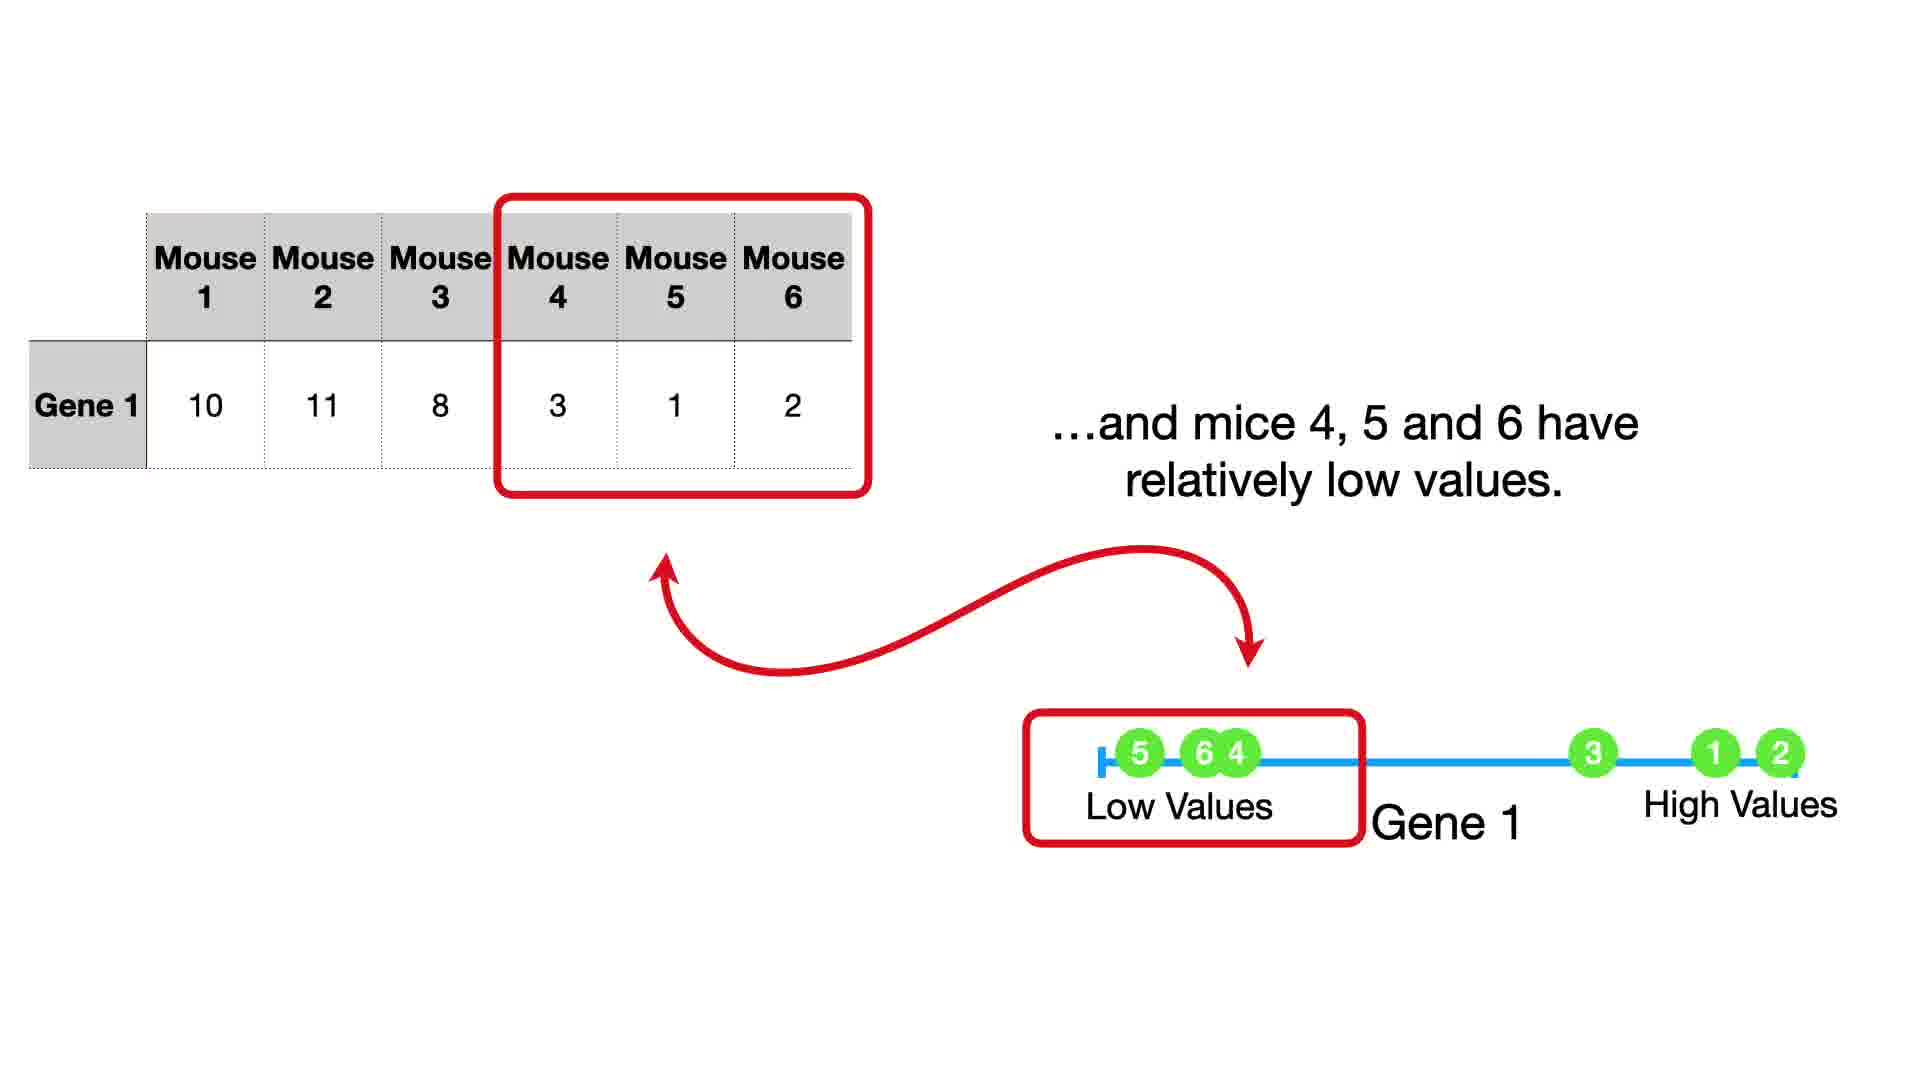 Mouse 1 Mouse 2 Mouse 3 Mouse 4 Mouse 5 Mouse 6
Gene 1 10 11 8 3 1 2
...and mice 4, 5 and 6 have
relatively low values.
5 6 4 3 1 2
Low Values High Values
Gene 1